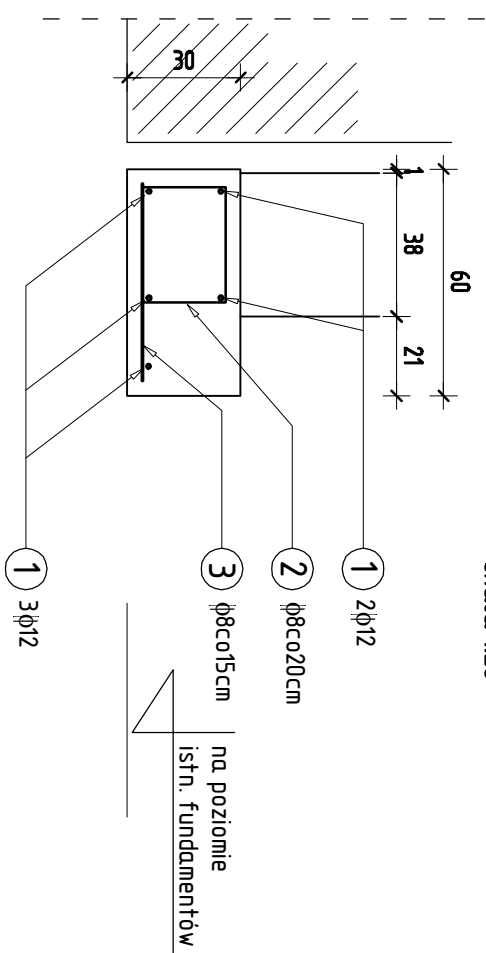 60
1
38
21
30
1 2ϕ12
2 ϕ8co20cm
3 ϕ8co15cm
1 3ϕ12
na poziomie
istn. fundamentów